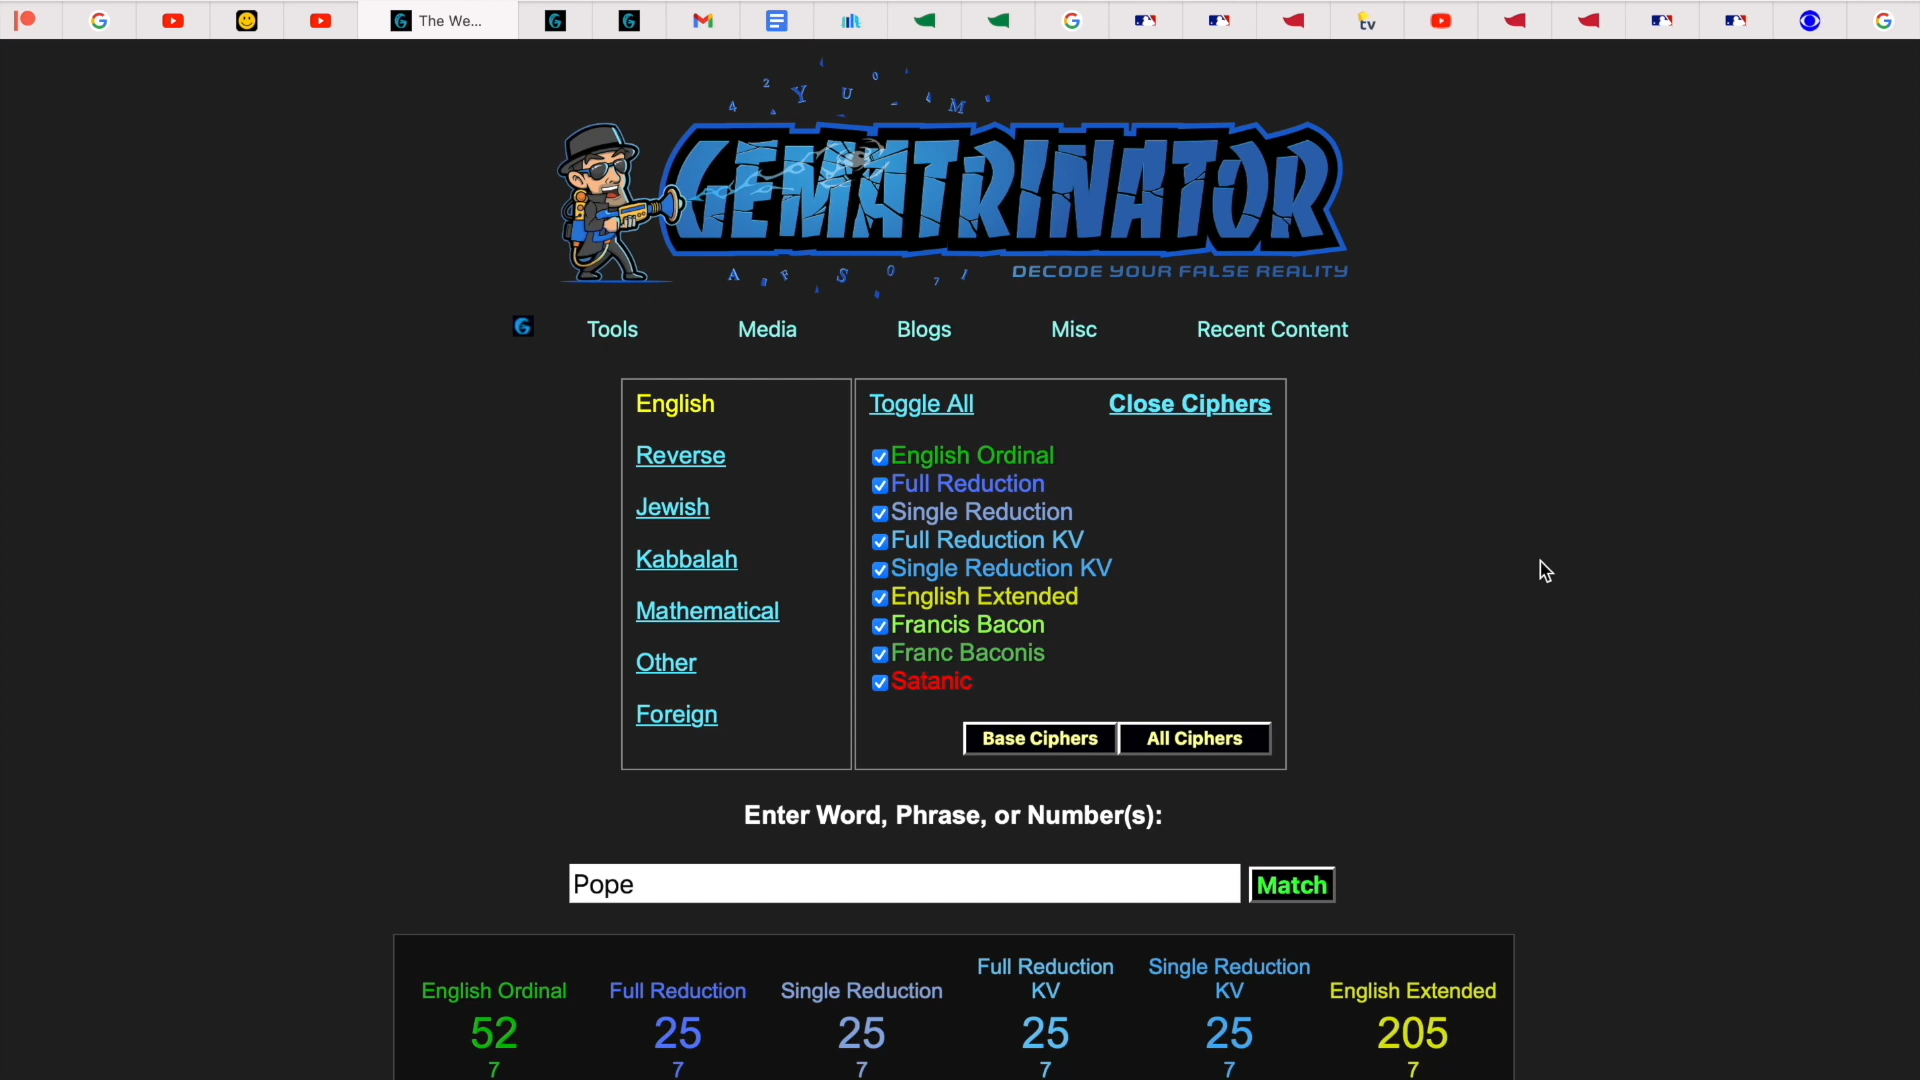 The We...
GEMATRINATOR
DECODE YOUR FALSE REALITY
Tools Media Blogs Misc Recent Content
English
Reverse
Jewish
Kabbalah
Mathematical
Other
Foreign
Toggle All Close Ciphers
English Ordinal
Full Reduction
Single Reduction
Full Reduction KV
Single Reduction KV
English Extended
Francis Bacon
Franc Baconis
Satanic
Base Ciphers All Ciphers
Enter Word, Phrase, or Number(s):
Pope Match
English Ordinal Full Reduction Single Reduction Full Reduction KV Single Reduction KV English Extended
52 25 25 25 25 205
7 7 7 7 7 7